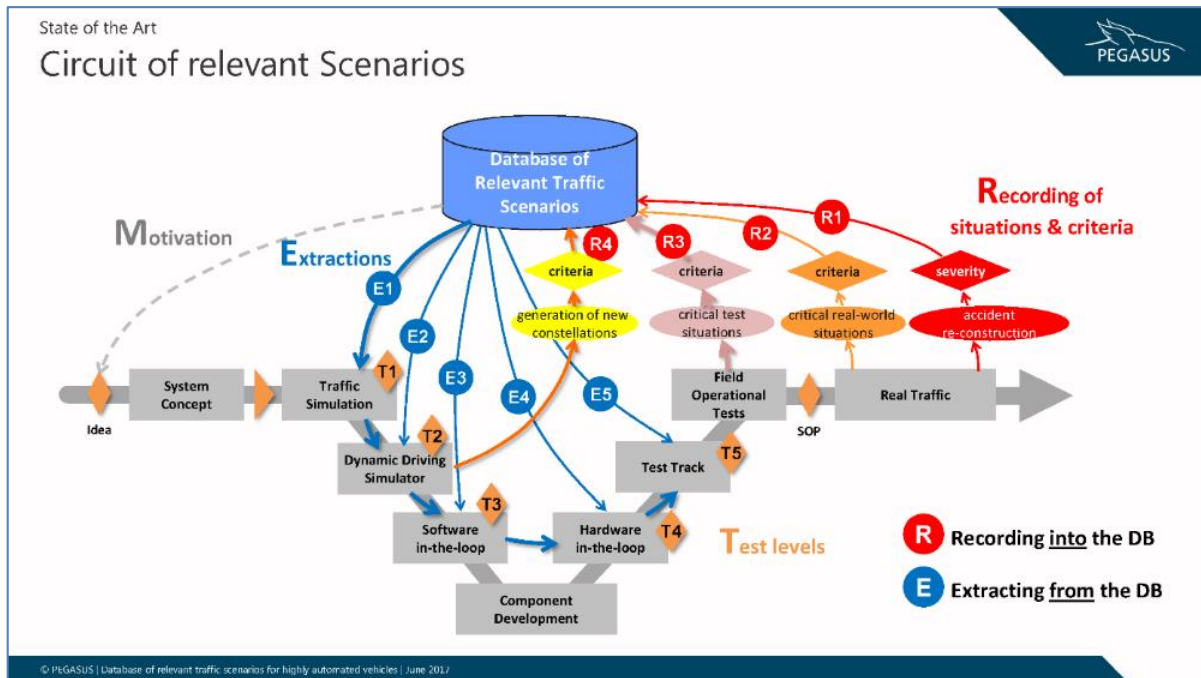 State of the Art
Circuit of relevant Scenarios
PEGASUS
Database of
Relevant Traffic
Scenarios
Motivation
Extractions
Recording of
situations & criteria
R1
R2
R3
R4
criteria
criteria
criteria
severity
E1
E2
E3
E4
E5
generation of new
constellations
critical test
situations
critical real-world
situations
accident
re-construction
Idea
System
Concept
Traffic
Simulation
T1
Field
Operational
Tests
SOP
Real Traffic
Dynamic Driving
Simulator
T2
Test Track
T5
Software
in-the-loop
T3
Hardware
in-the-loop
T4
Test levels
Component
Development
R Recording into the DB
E Extracting from the DB
© PEGASUS | Database of relevant traffic scenarios for highly automated vehicles | June 2017